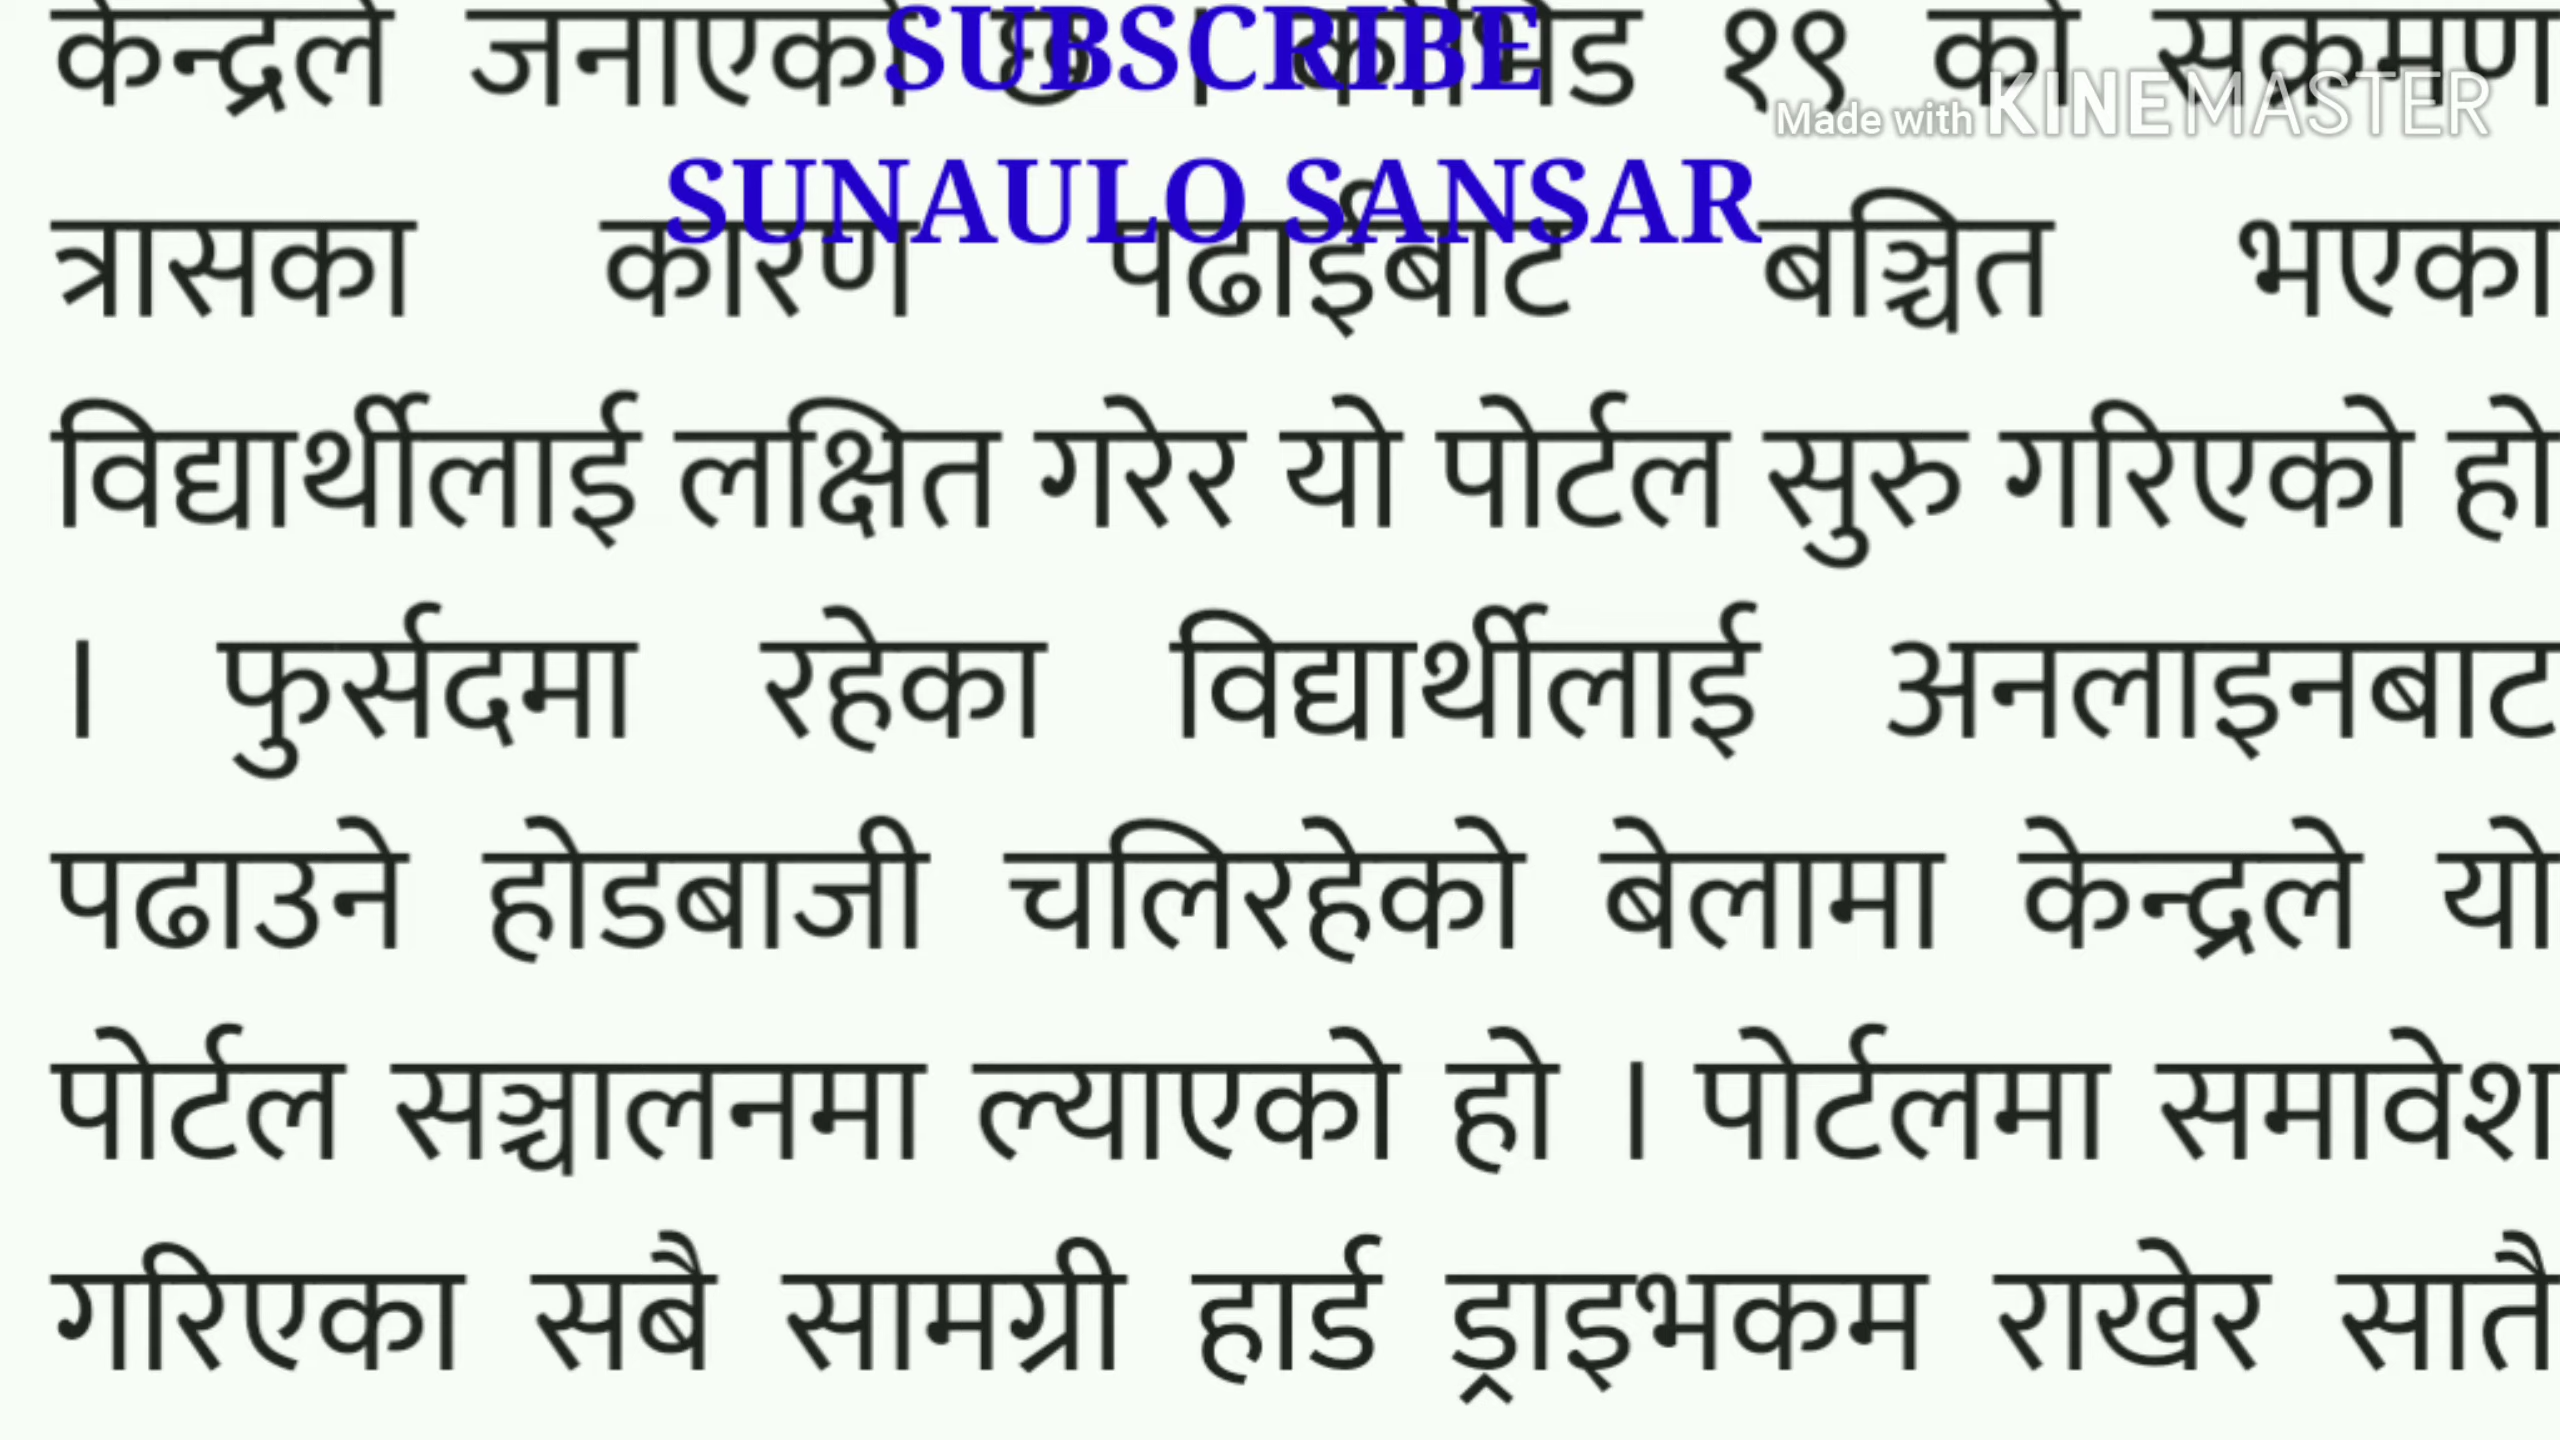 केन्द्रले जनाएको छ । कोभिड १९ को संक्रमण
SUBSCRIBE
Made with KINEMASTER
SUNAULO SANSAR
त्रासका कारण पढाईबाट बञ्चित भएका
विद्यार्थीलाई लक्षित गरेर यो पोर्टल सुरु गरिएको हो
। फुर्सदमा रहेका विद्यार्थीलाई अनलाइनबाट
पढाउने होडबाजी चलिरहेको बेलामा केन्द्रले यो
पोर्टल सञ्चालनमा ल्याएको हो । पोर्टलमा समावेश
गरिएका सबै सामग्री हार्ड ड्राइभकम राखेर सातै